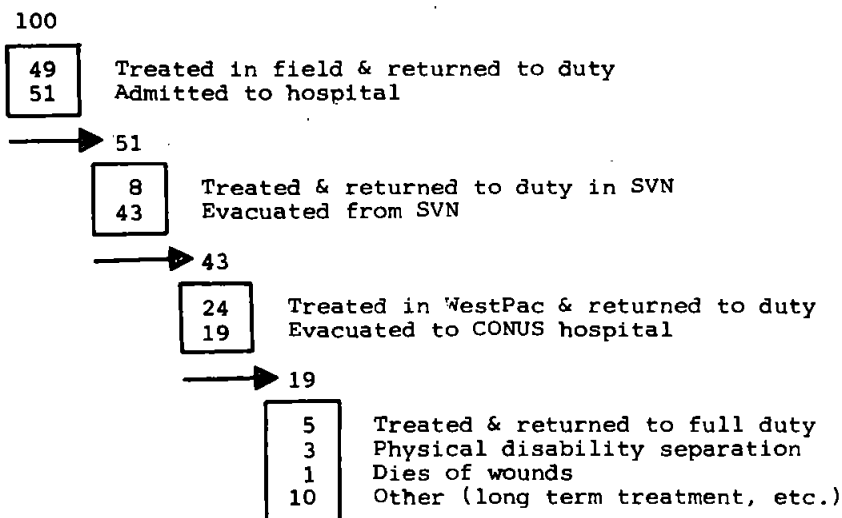 100
49 Treated in field & returned to duty
51 Admitted to hospital
51
8 Treated & returned to duty in SVN
43 Evacuated from SVN
43
24 Treated in WestPac & returned to duty
19 Evacuated to CONUS hospital
19
5 Treated & returned to full duty
3 Physical disability separation
1 Dies of wounds
10 Other (long term treatment, etc.)